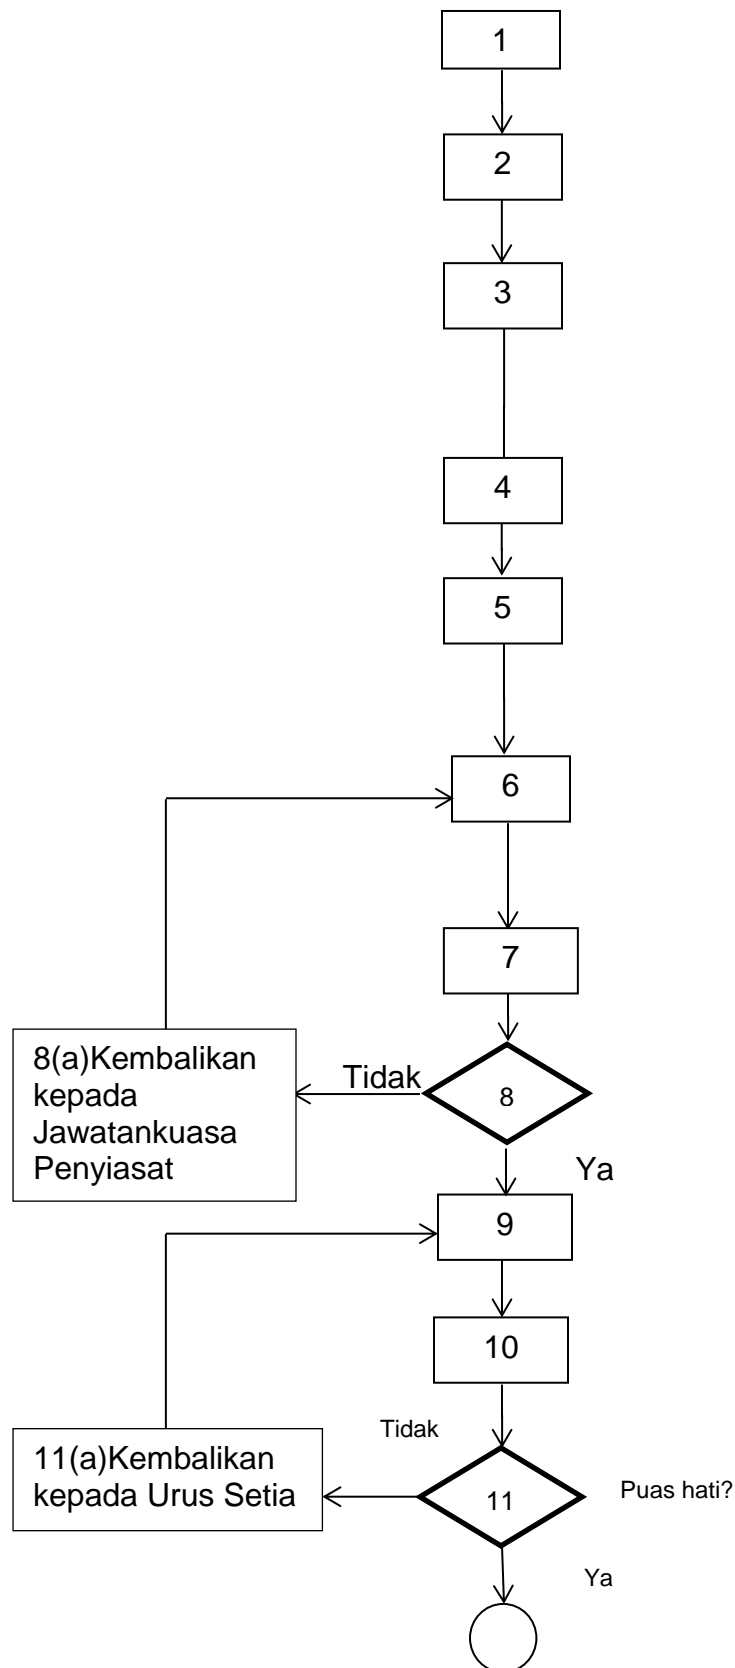 1
2
3
4
5
6
7
8(a)Kembalikan
kepada
Jawatankuasa
Penyiasat
Tidak
8
Ya
9
10
Tidak
11(a)Kembalikan
kepada Urus Setia
11
Puas hati?
Ya